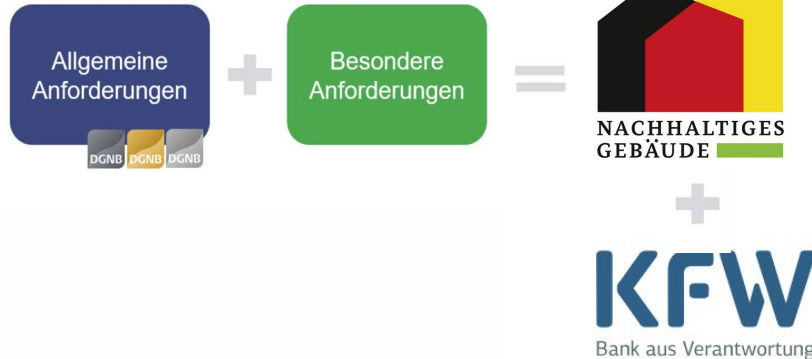 Allgemeine
Anforderungen
DGNB DGNB DGNB
+
Besondere
Anforderungen
=
NACHHALTIGES
GEBÄUDE
+
KFW
Bank aus Verantwortung